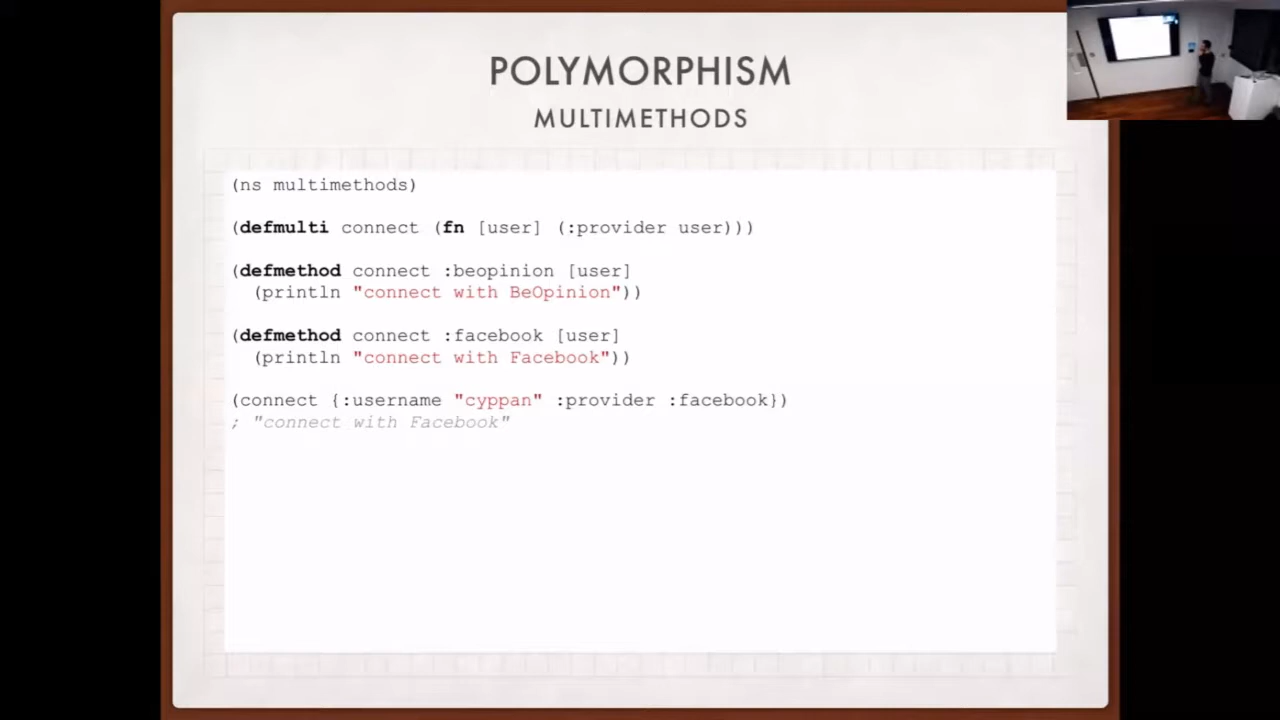 POLYMORPHISM
MULTIMETHODS
(ns multimethods)
(defmulti connect (fn [user] (:provider user)))
(defmethod connect :beopinion [user]
(println "connect with BeOpinion"))
(defmethod connect :facebook [user]
(println "connect with Facebook"))
(connect {:username "cyppan" :provider :facebook})
; "connect with Facebook"